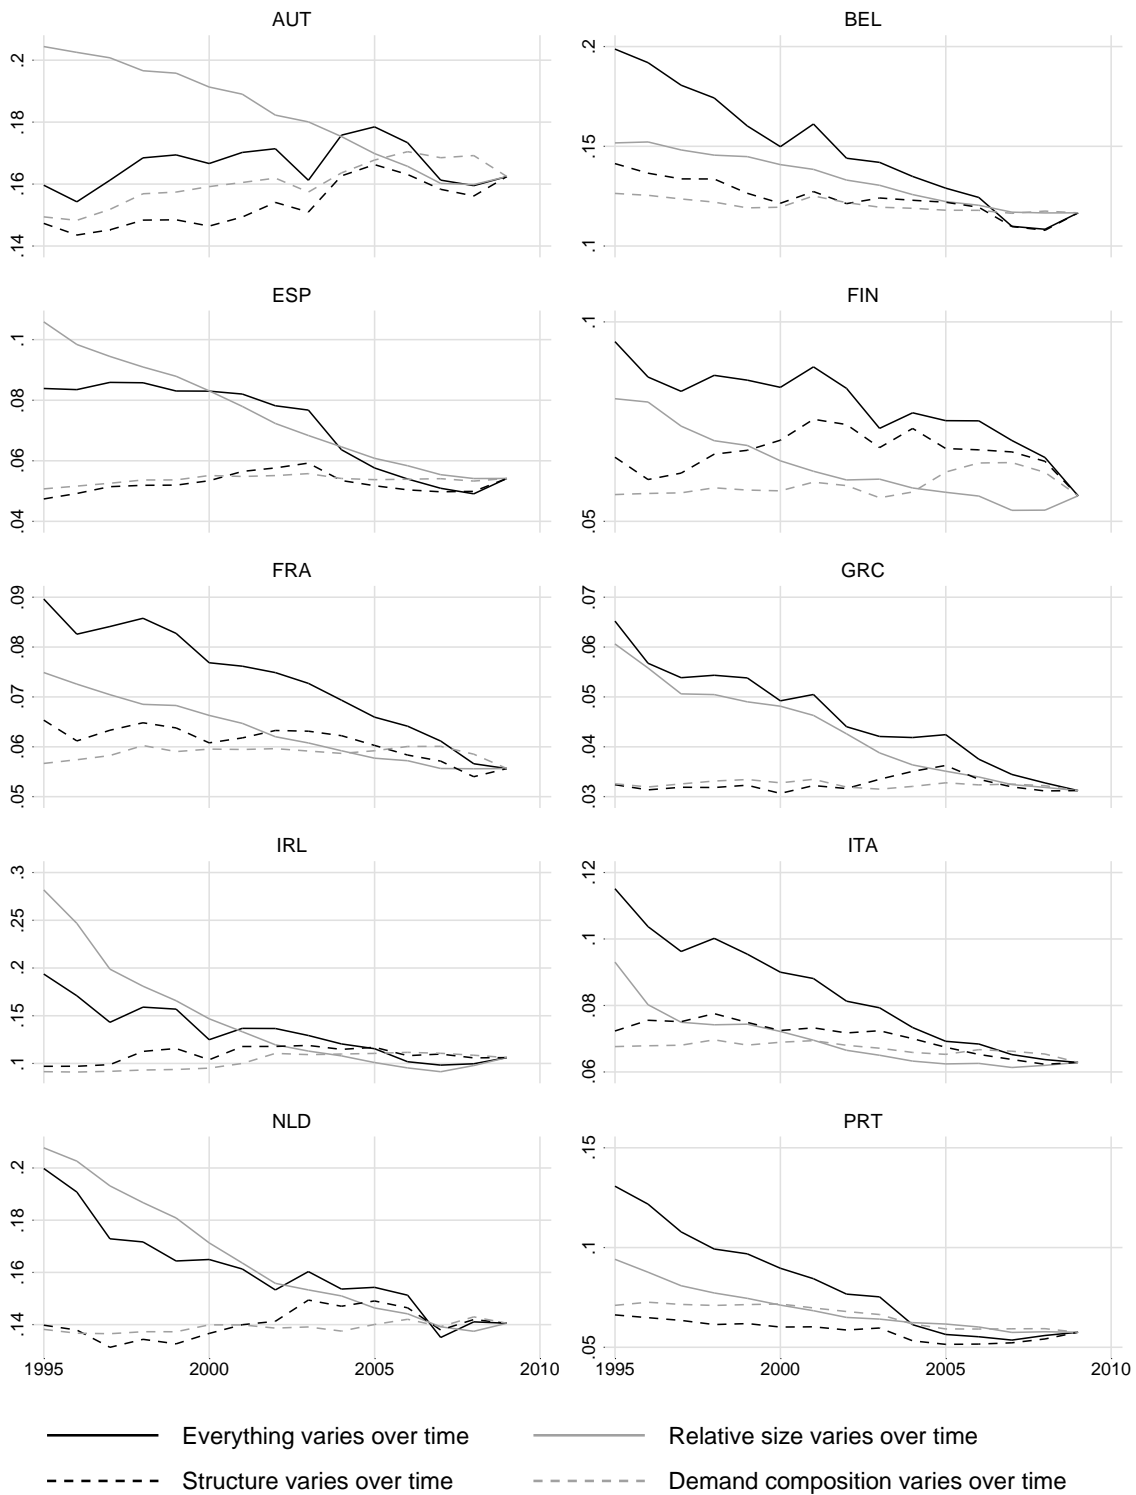 AUT
BEL
.2
.18
.16
.14
.2
.15
.1
ESP
FIN
.1
.08
.06
.04
.1
.05
FRA
GRC
.09
.08
.07
.06
.05
.07
.06
.05
.04
.03
IRL
ITA
.3
.25
.2
.15
.1
.12
.1
.08
.06
NLD
PRT
.2
.18
.16
.14
.15
.1
.05
1995 2000 2005 2010
1995 2000 2005 2010
Everything varies over time
Relative size varies over time
Structure varies over time
Demand composition varies over time